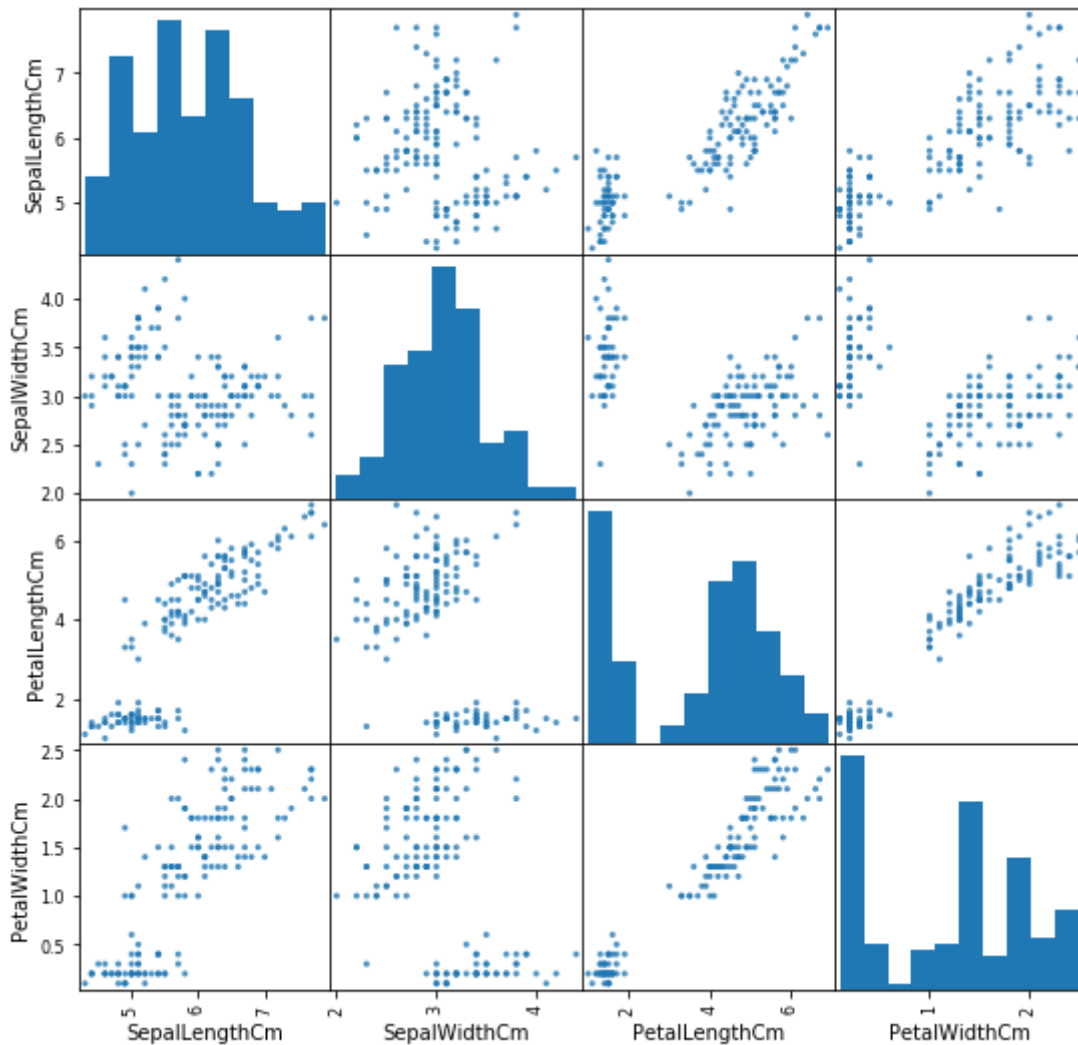 SepalLengthCm
7
6
5
SepalWidthCm
4.0
3.5
3.0
2.5
2.0
PetalLengthCm
6
4
2
PetalWidthCm
2.5
2.0
1.5
1.0
0.5
5 6 7 2 3 4 2 4 6 1 2
SepalLengthCm SepalWidthCm PetalLengthCm PetalWidthCm